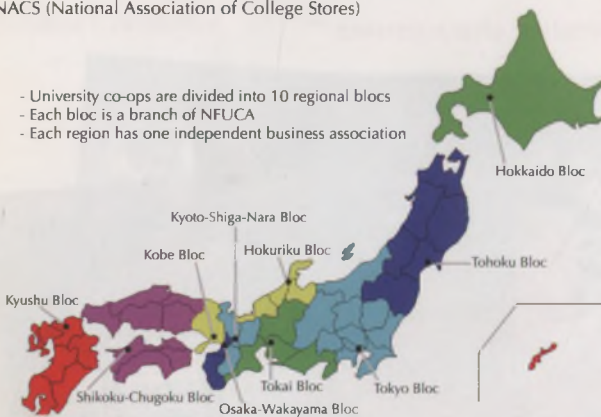 NACS (National Association of College Stores)
- University co-ops are divided into 10 regional blocs
- Each bloc is a branch of NFUCA
- Each region has one independent business association
Hokkaido Bloc
Kyoto-Shiga-Nara Bloc
Kobe Bloc
Hokuriku Bloc
Tohoku Bloc
Kyushu Bloc
Shikoku-Chugoku Bloc
Tokai Bloc
Tokyo Bloc
Osaka-Wakayama Bloc